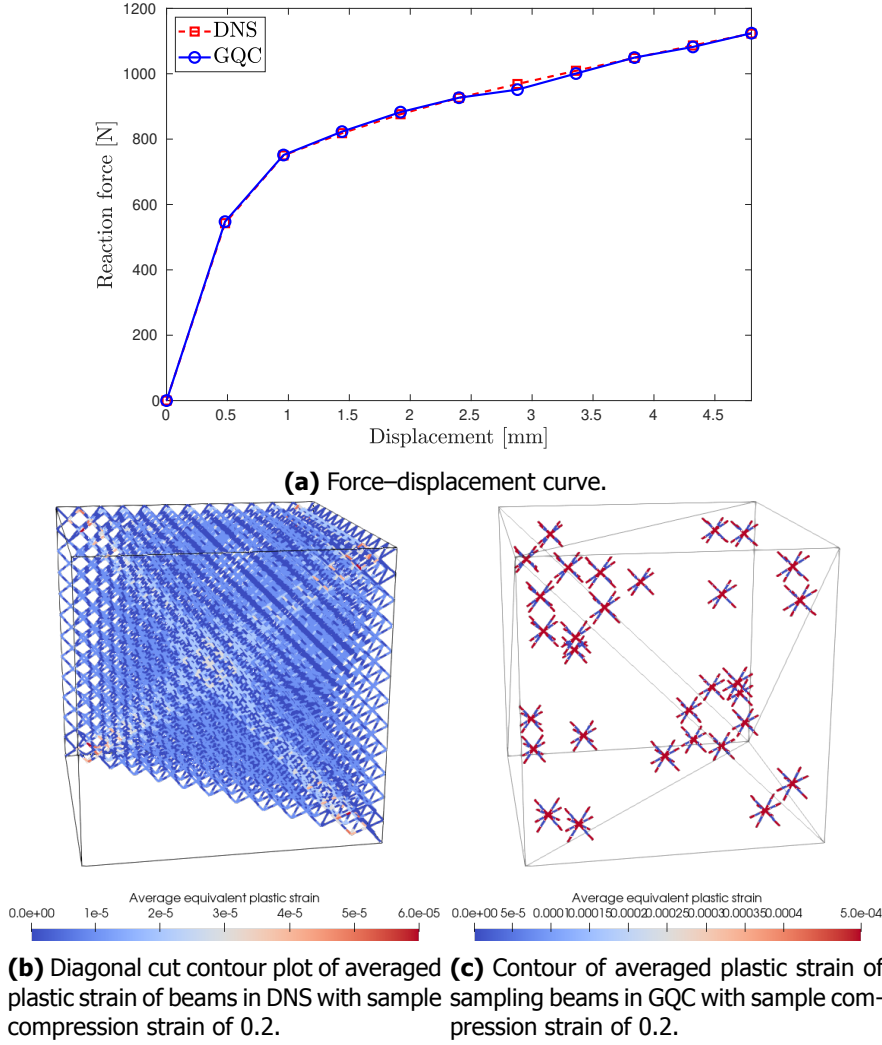 1200
1000
800
600
400
200
0
Reaction force [N]
DNS
GQC
0
0.5
1
1.5
2
2.5
3
3.5
4
4.5
Displacement [mm]
(a) Force–displacement curve.
Average equivalent plastic strain
0.0e+00 1e-5 2e-5 3e-5 4e-5 5e-5 6.0e-05
Average equivalent plastic strain
0.0e+00 5e-5 0.0001 0.00015 0.0002 0.00025 0.0003 0.00035 0.0004 5.0e-04
(b) Diagonal cut contour plot of averaged
plastic strain of beams in DNS with sample
compression strain of 0.2.
(c) Contour of averaged plastic strain of
sampling beams in GQC with sample com-
pression strain of 0.2.